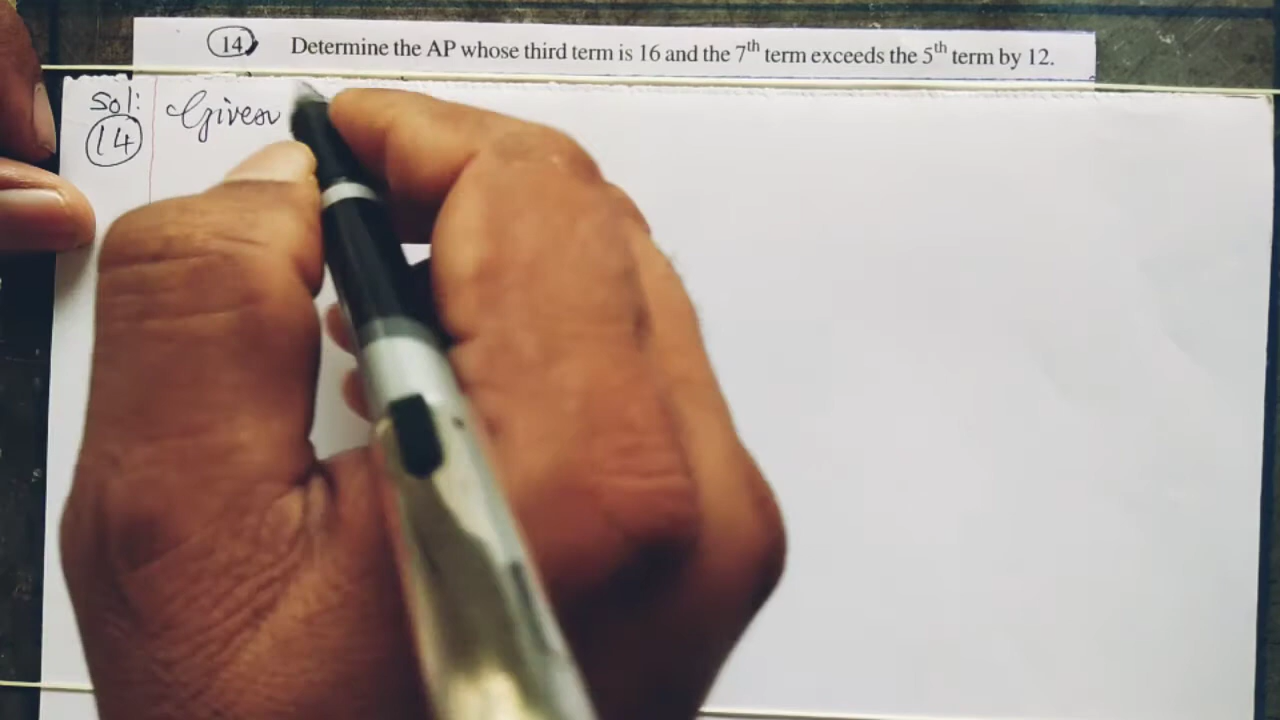 14 Determine the AP whose third term is 16 and the 7th term exceeds the 5th term by 12.
Sol: Given
14